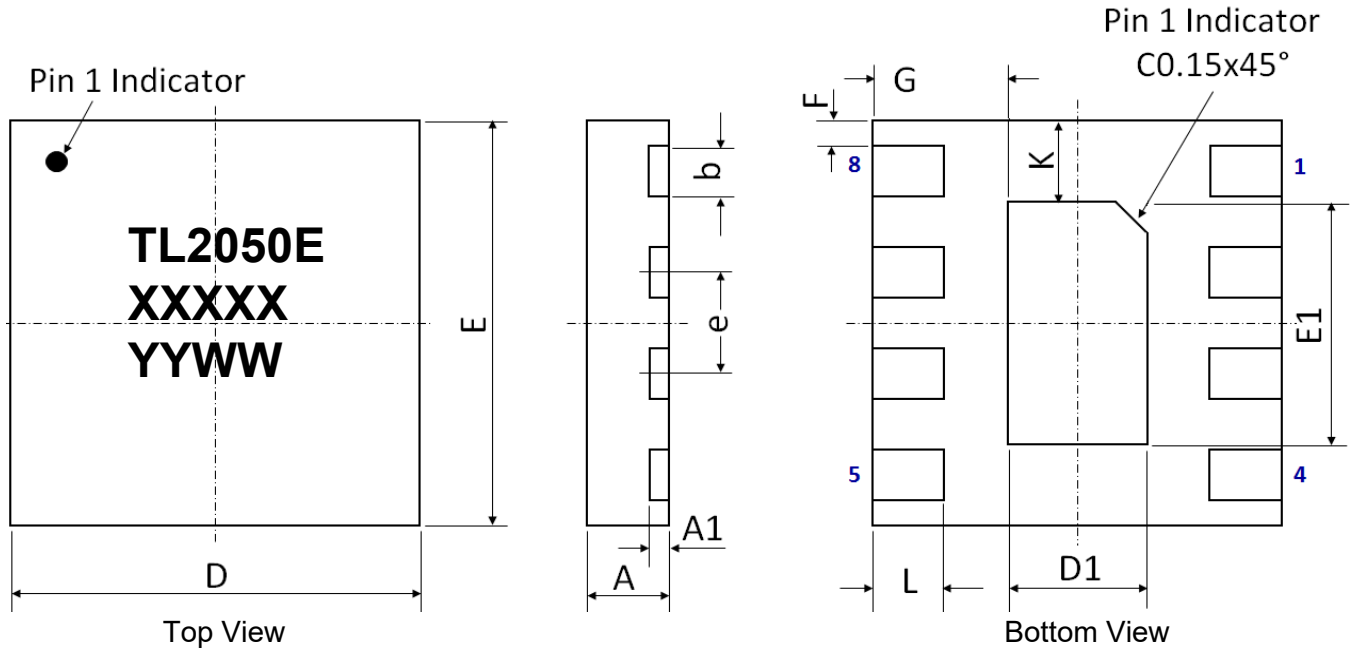 Pin 1 Indicator
TL2050E
XXXXX
YYWW
E
D
Top View
b
e
A1
A
Pin 1 Indicator
C0.15x45°
G
F
K
8
1
E1
5
4
L
D1
Bottom View